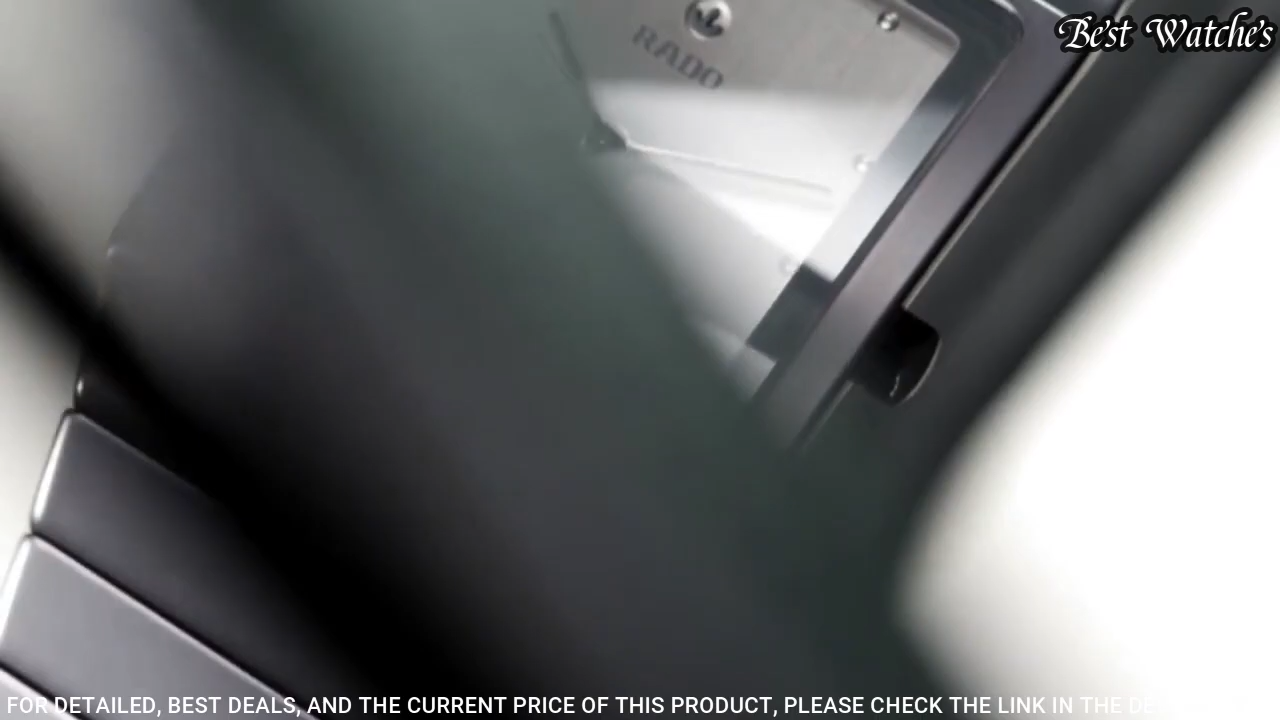 Be'st Watche's
RADO
FOR DETAILED, BEST DEALS, AND THE CURRENT PRICE OF THIS PRODUCT, PLEASE CHECK THE LINK IN THE